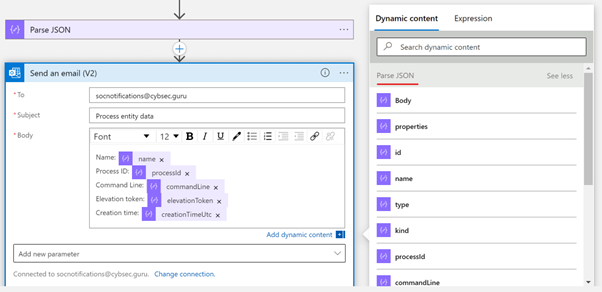 Parse JSON
Send an email (V2)
* To
socnotifications@cybsec.guru
* Subject
Process entity data
* Body
Font 12 B I U
Name: name x
Process ID: processId x
Command Line: commandLine x
Elevation token: elevationToken x
Creation time: creationTimeUtc x
Add dynamic content
Add new parameter
Connected to socnotifications@cybsec.guru. Change connection.
Dynamic content Expression
Search dynamic content
Parse JSON See less
Body
properties
id
name
type
kind
processId
commandLine